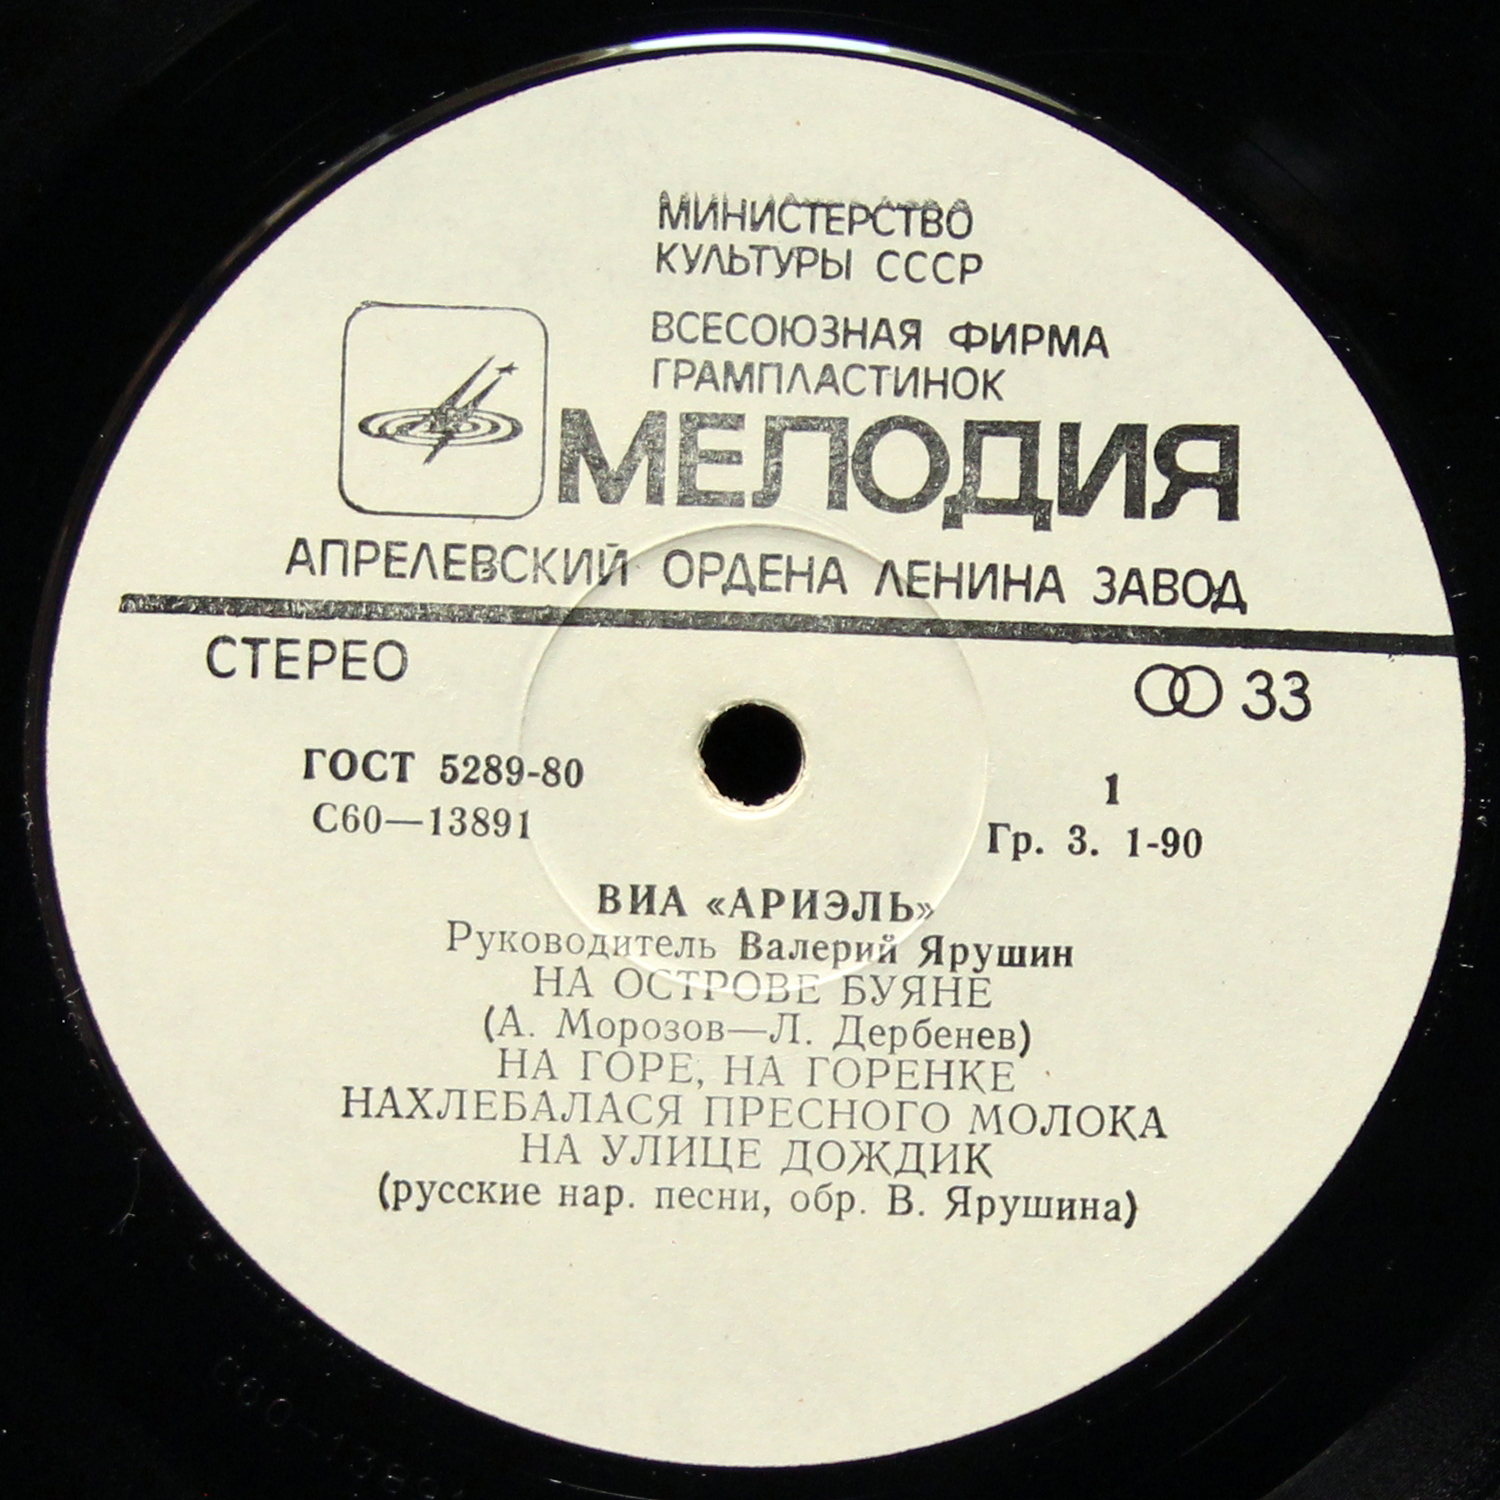 МИНИСТЕРСТВО
КУЛЬТУРЫ СССР
ВСЕСОЮЗНАЯ ФИРМА
ГРАМПЛАСТИНОК
МЕЛОДИЯ
АПРЕЛЕВСКИЙ ОРДЕНА ЛЕНИНА ЗАВОД
СТЕРЕО
33
ГОСТ 5289-80
С60—13891
1
Гр. 3. 1-90
ВИА «АРИЭЛЬ»
Руководитель Валерий Ярушин
НА ОСТРОВЕ БУЯНЕ
(А. Морозов—Л. Дербенев)
НА ГОРЕ, НА ГОРЕНКЕ
НАХЛЕБАЛАСЯ ПРЕСНОГО МОЛОКА
НА УЛИЦЕ ДОЖДИК
(русские нар. песни, обр. В. Ярушина)